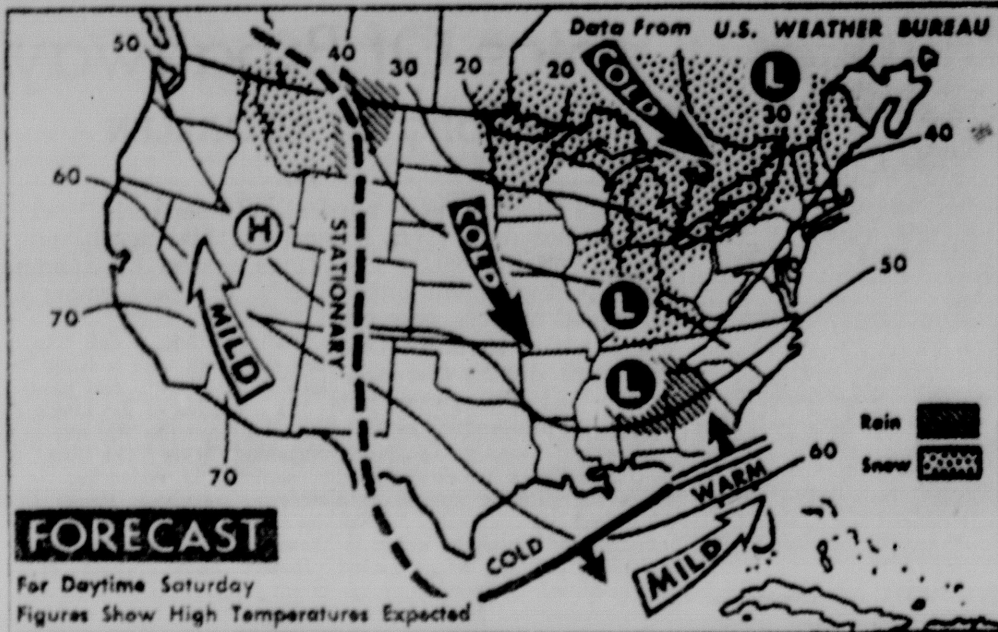 Data From U.S. WEATHER BUREAU
50
40
30
20
20
COLD
L
30
40
60
H
STATIONARY
COLD
50
70
MILD
L
L
Rain
Snow
70
60
WARM
FORECAST
COLD
MILD
For Daytime Saturday
Figures Show High Temperatures Expected